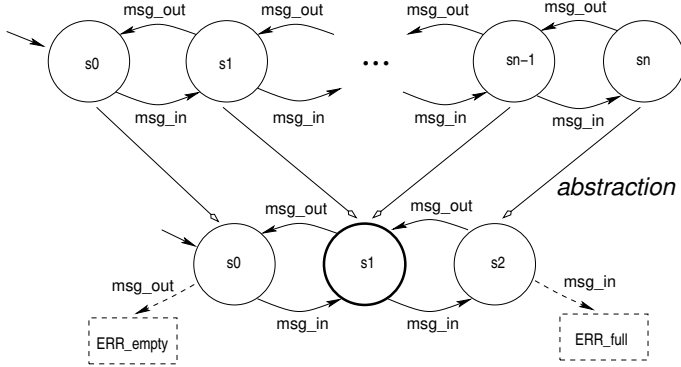 msg_out msg_out msg_out msg_out
s0 s1 ... sn−1 sn
msg_in msg_in msg_in msg_in
abstraction
msg_out msg_out
s0 s1 s2
msg_out msg_in
msg_in msg_in
ERR_empty ERR_full